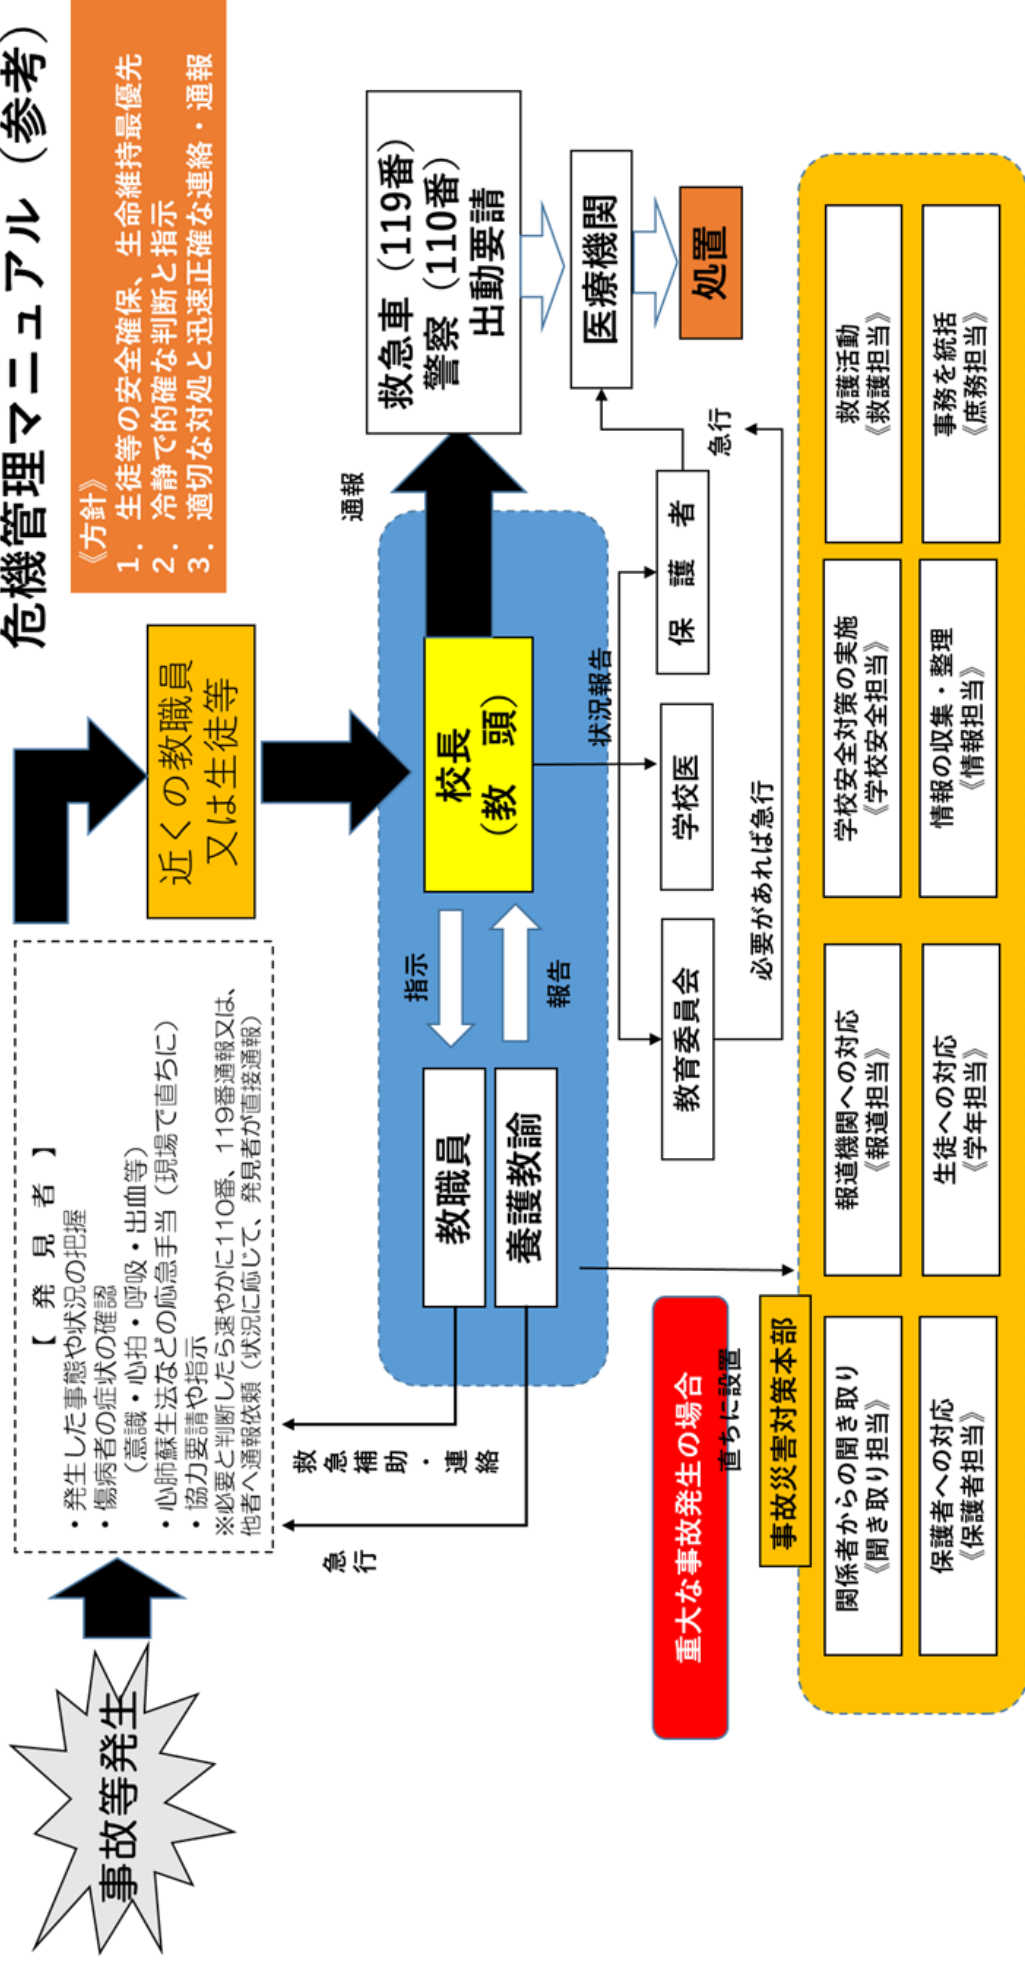 危機管理マニュアル（参考）
《方針》
１．生徒等の安全確保、生命維持最優先
２．冷静で的確な判断と指示
３．適切な対処と迅速正確な連絡・通報
事故等発生
【 発 見 者 】
・発生した事態や状況の把握
・傷病者の症状の確認
（意識・心拍・呼吸・出血等）
・心肺蘇生法などの応急手当（現場で直ちに）
・協力要請や指示
※必要と判断したら速やかに110番、119番通報又は、
他者へ通報依頼（状況に応じて、発見者が直接通報）
近くの教職員
又は生徒等
急行
救急補助・連絡
教職員
養護教諭
指示
報告
校長
（教 頭）
通報
救急車（119番）
警察（110番）
出動要請
医療機関
処置
状況報告
教育委員会
学校医
保 護 者
急行
必要があれば急行
重大な事故発生の場合
直ちに設置
事故災害対策本部
関係者からの聞き取り
《聞き取り担当》
報道機関への対応
《報道担当》
学校安全対策の実施
《学校安全担当》
救護活動
《救護担当》
保護者への対応
《保護者担当》
生徒への対応
《学年担当》
情報の収集・整理
《情報担当》
事務を統括
《庶務担当》